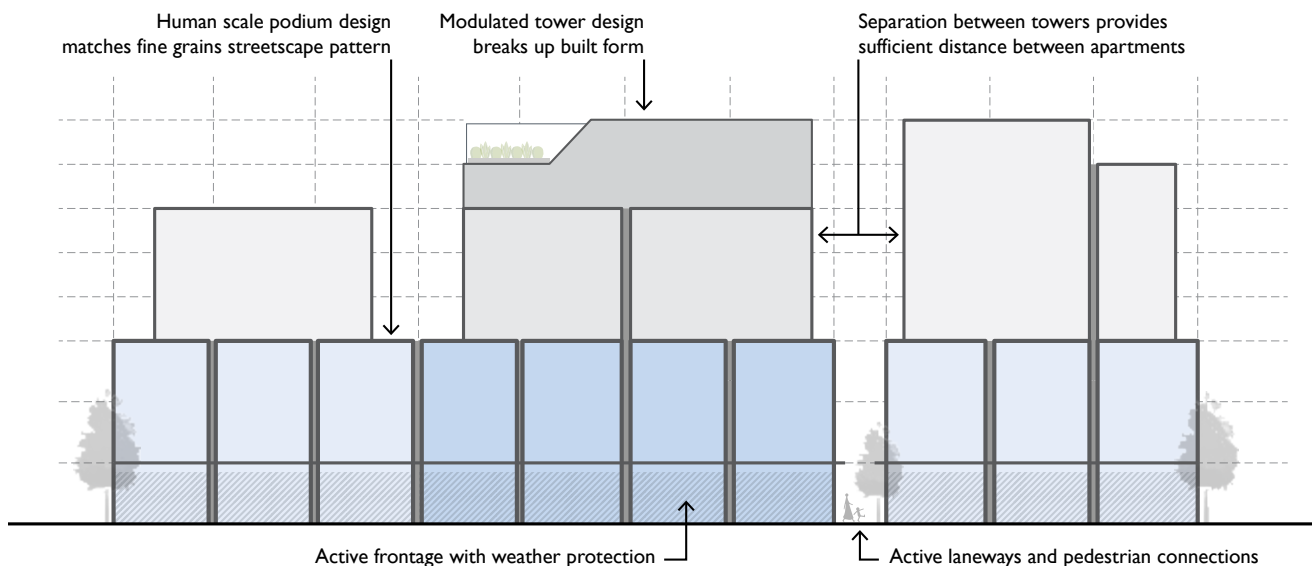 Human scale podium design
matches fine grains streetscape pattern
Modulated tower design
breaks up built form
Separation between towers provides
sufficient distance between apartments
Active frontage with weather protection
Active laneways and pedestrian connections